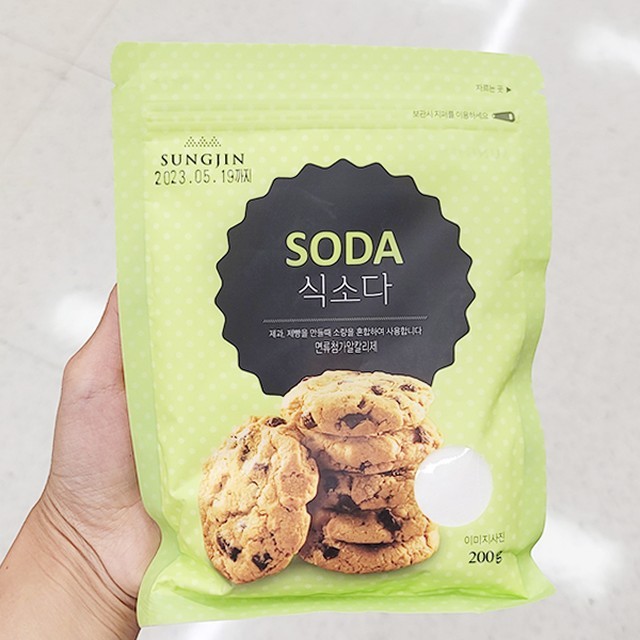 자르는 곳 ▶
보관시 지퍼를 이용하세요
SUNGJIN
2023.05.19까지
SODA
식소다
제과, 제빵을 만들때 소량을 혼합하여 사용합니다
면류첨가알칼리제
이미지사진
200g